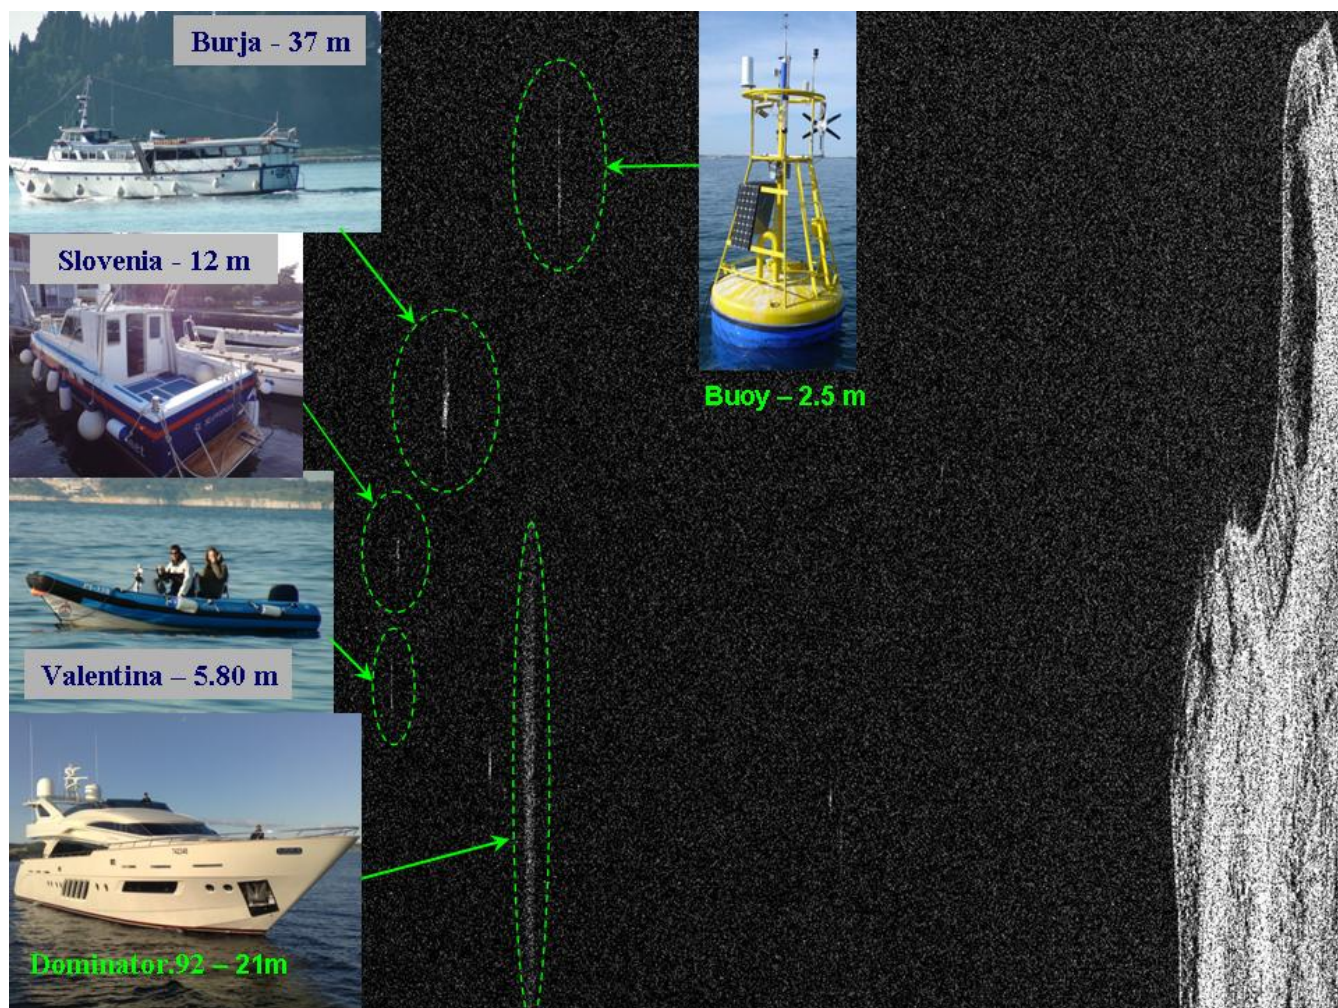 Burja - 37 m
Slovenia - 12 m
Buoy – 2.5 m
Valentina – 5.80 m
Dominator.92 – 21m